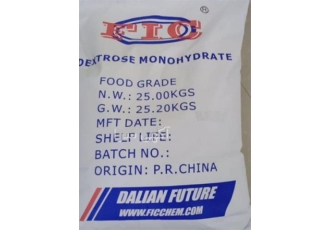 FIC ®
DEXTROSE MONOHYDRATE
FOOD GRADE
N.W.: 25.00KGS
G.W.: 25.20KGS
MFT DATE:
SHELF LIFE:
BATCH NO.:
ORIGIN: P.R.CHINA
DALIAN FUTURE
WWW.FICCHEM.COM